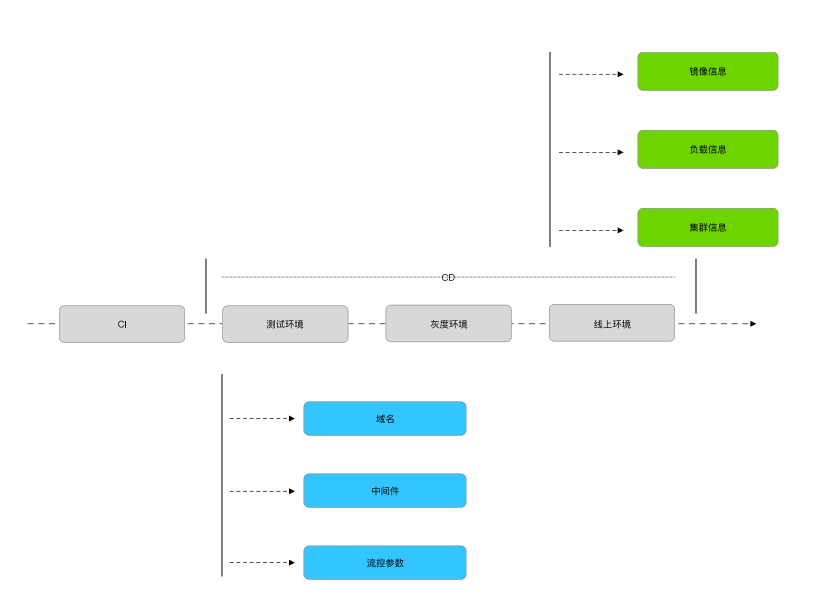 镜像信息
负载信息
集群信息
CD
CI
测试环境
灰度环境
线上环境
域名
中间件
流控参数